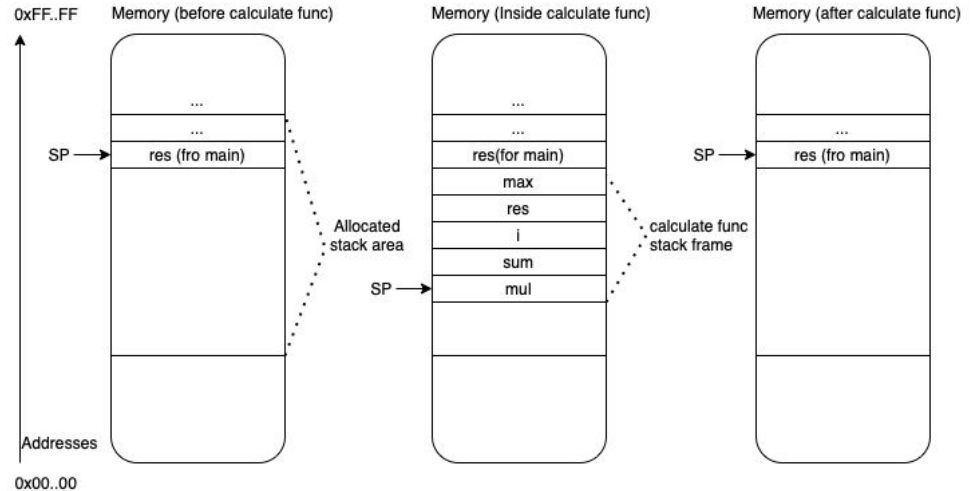 0xFF..FF
Memory (before calculate func)
Memory (Inside calculate func)
Memory (after calculate func)
...
...
SP
res (fro main)
Allocated
stack area
...
...
res(for main)
max
res
i
sum
SP
mul
calculate func
stack frame
...
SP
res (fro main)
Addresses
0x00..00